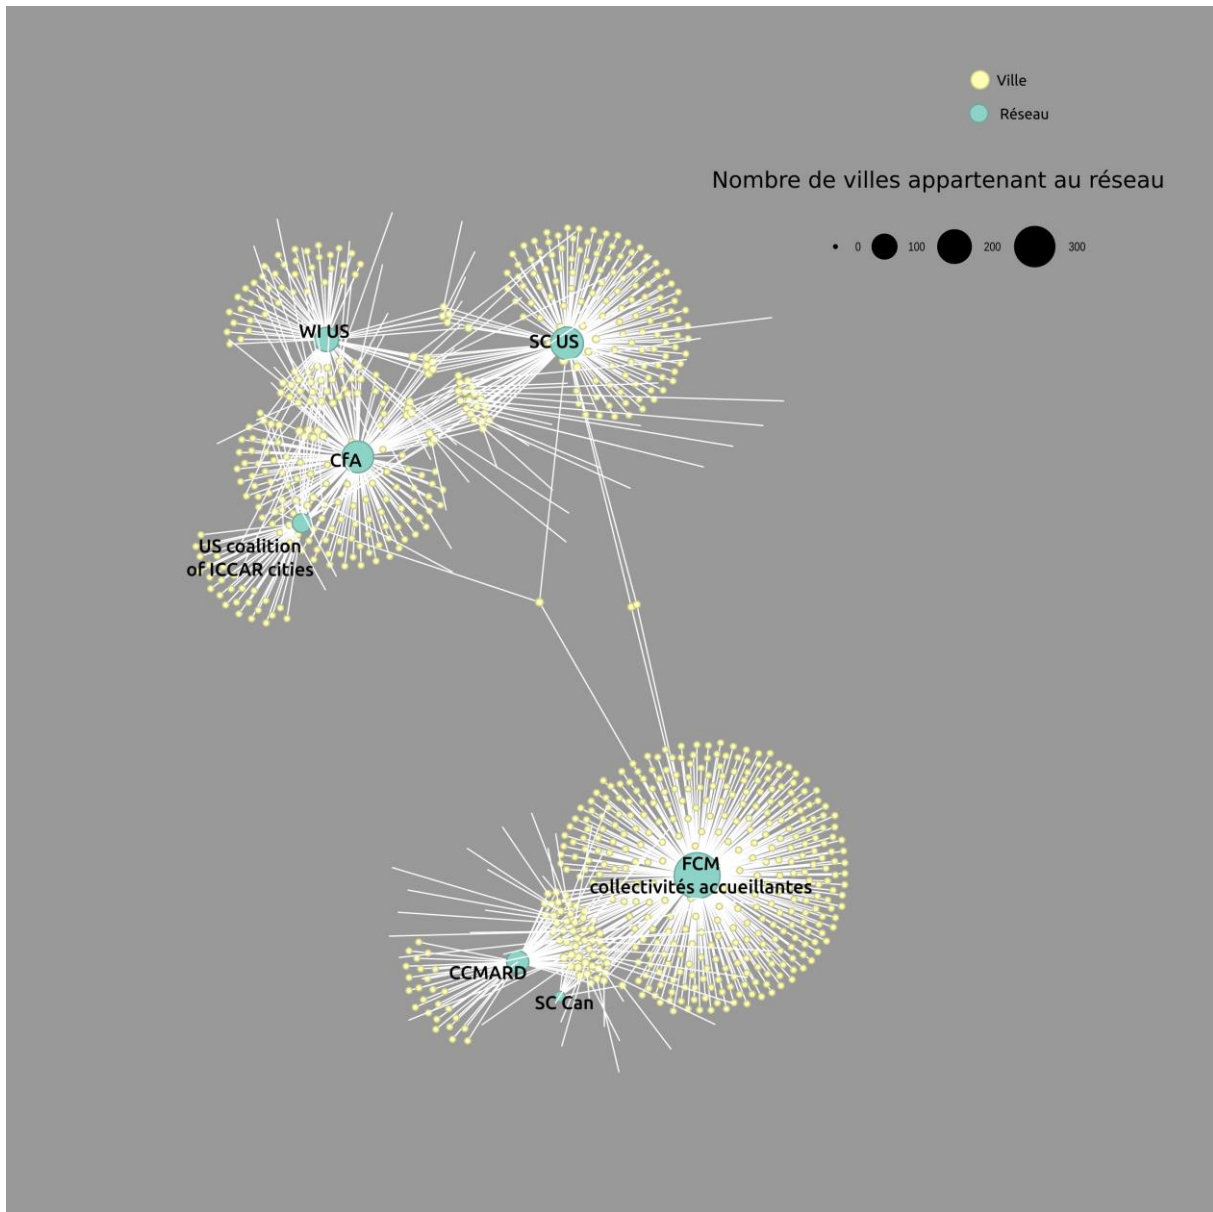 Ville
Réseau
Nombre de villes appartenant au réseau
0 100 200 300
WI US
SC US
CfA
US coalition
of ICCAR cities
FCM
collectivités accueillantes
CCMARD
SC Can